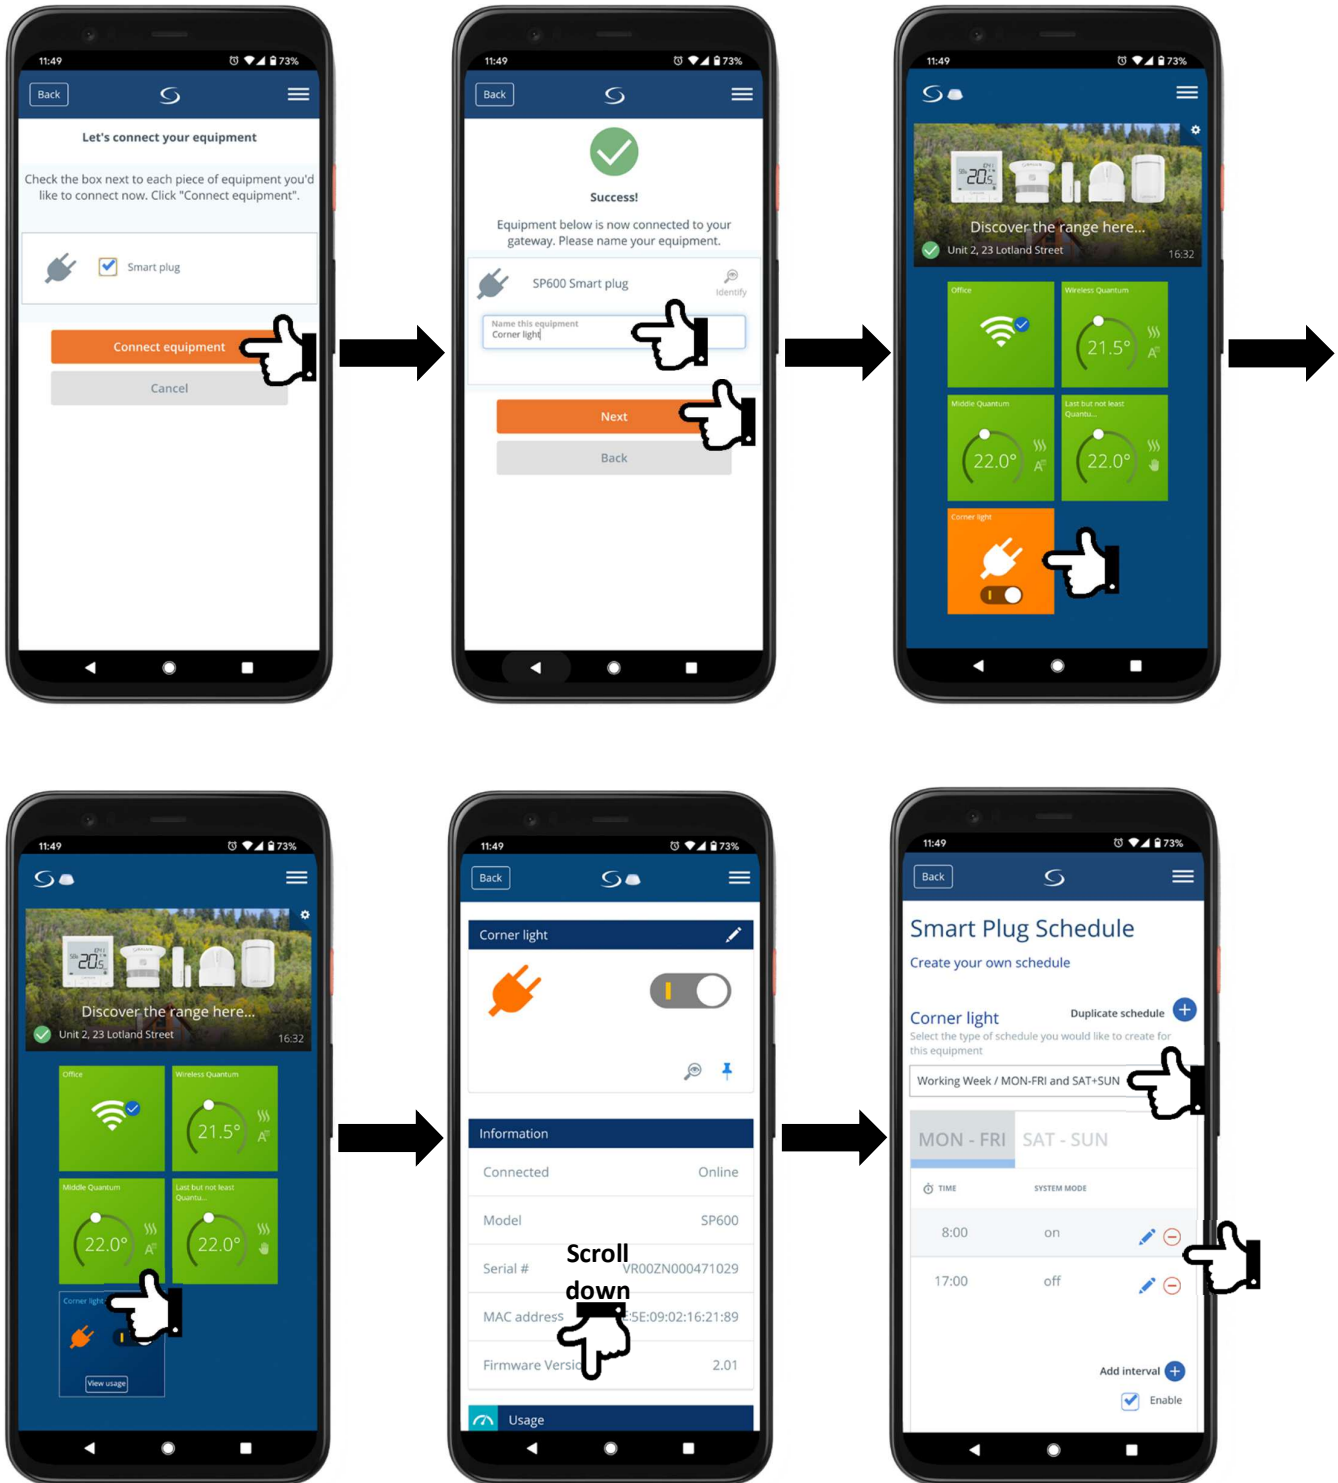 11:49
73%
Back
Let's connect your equipment
Check the box next to each piece of equipment you'd
like to connect now. Click "Connect equipment".
Smart plug
Connect equipment
Cancel
11:49
73%
Back
Success!
Equipment below is now connected to your
gateway. Please name your equipment.
SP600 Smart plug
Identify
Name this equipment
Corner light
Next
Back
11:49
73%
Discover the range here...
Unit 2, 23 Lotland Street
16:32
Office
Wireless Quantum
21.5°
Middle Quantum
Last but not least
Quantu...
22.0°
22.0°
Corner light
11:49
73%
Discover the range here...
Unit 2, 23 Lotland Street
16:32
Office
Wireless Quantum
21.5°
Middle Quantum
Last but not least
Quantu...
22.0°
22.0°
Corner light
View usage
11:49
73%
Back
Corner light
Information
Connected Online
Model SP600
Scroll
down
Serial # VR00ZN000471029
MAC address :5E:09:02:16:21:89
Firmware 2.01
Usage
11:49
73%
Back
Smart Plug Schedule
Create your own schedule
Duplicate schedule
Corner light
Select the type of schedule you would like to create for
this equipment
Working Week / MON-FRI and SAT+SUN
MON - FRI SAT - SUN
TIME SYSTEM MODE
8:00 on
17:00 off
Add interval
Enable